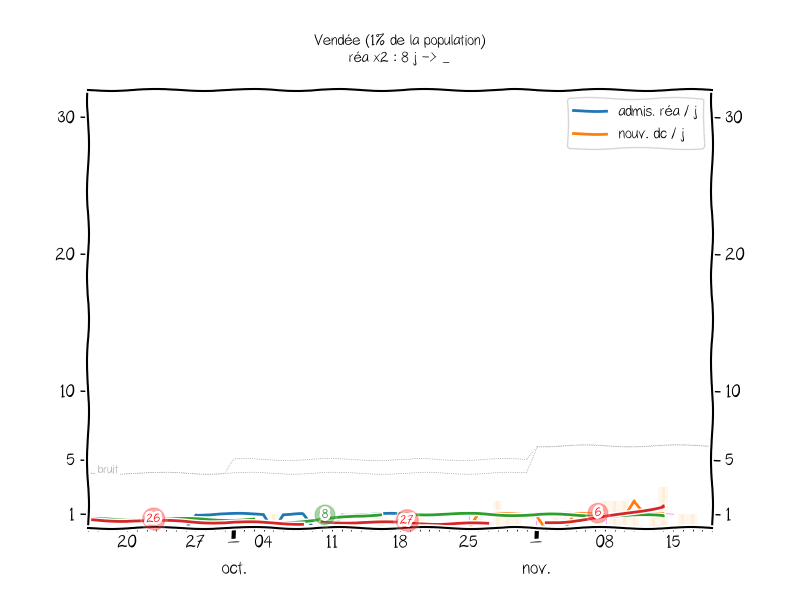 Vendée (1% de la population)
réa x2 : 8 j -> _
admis. réa / j
nouv. dc / j
30 30
20 20
10 10
5 5
bruit
1 1
26 8 27 6
20 27 04 11 18 25 08 15
oct. nov.